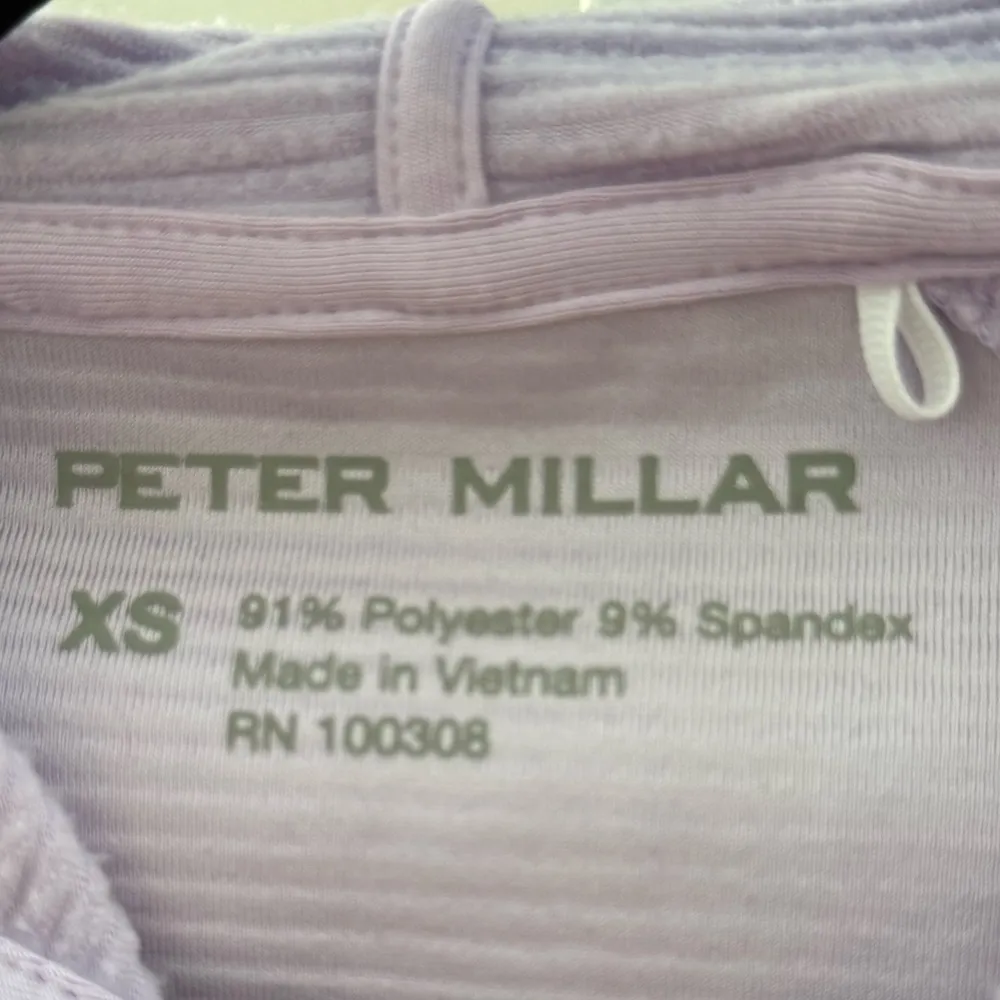 PETER MILLAR
XS
91% Polyester 9% Spandex
Made in Vietnam
RN 100308